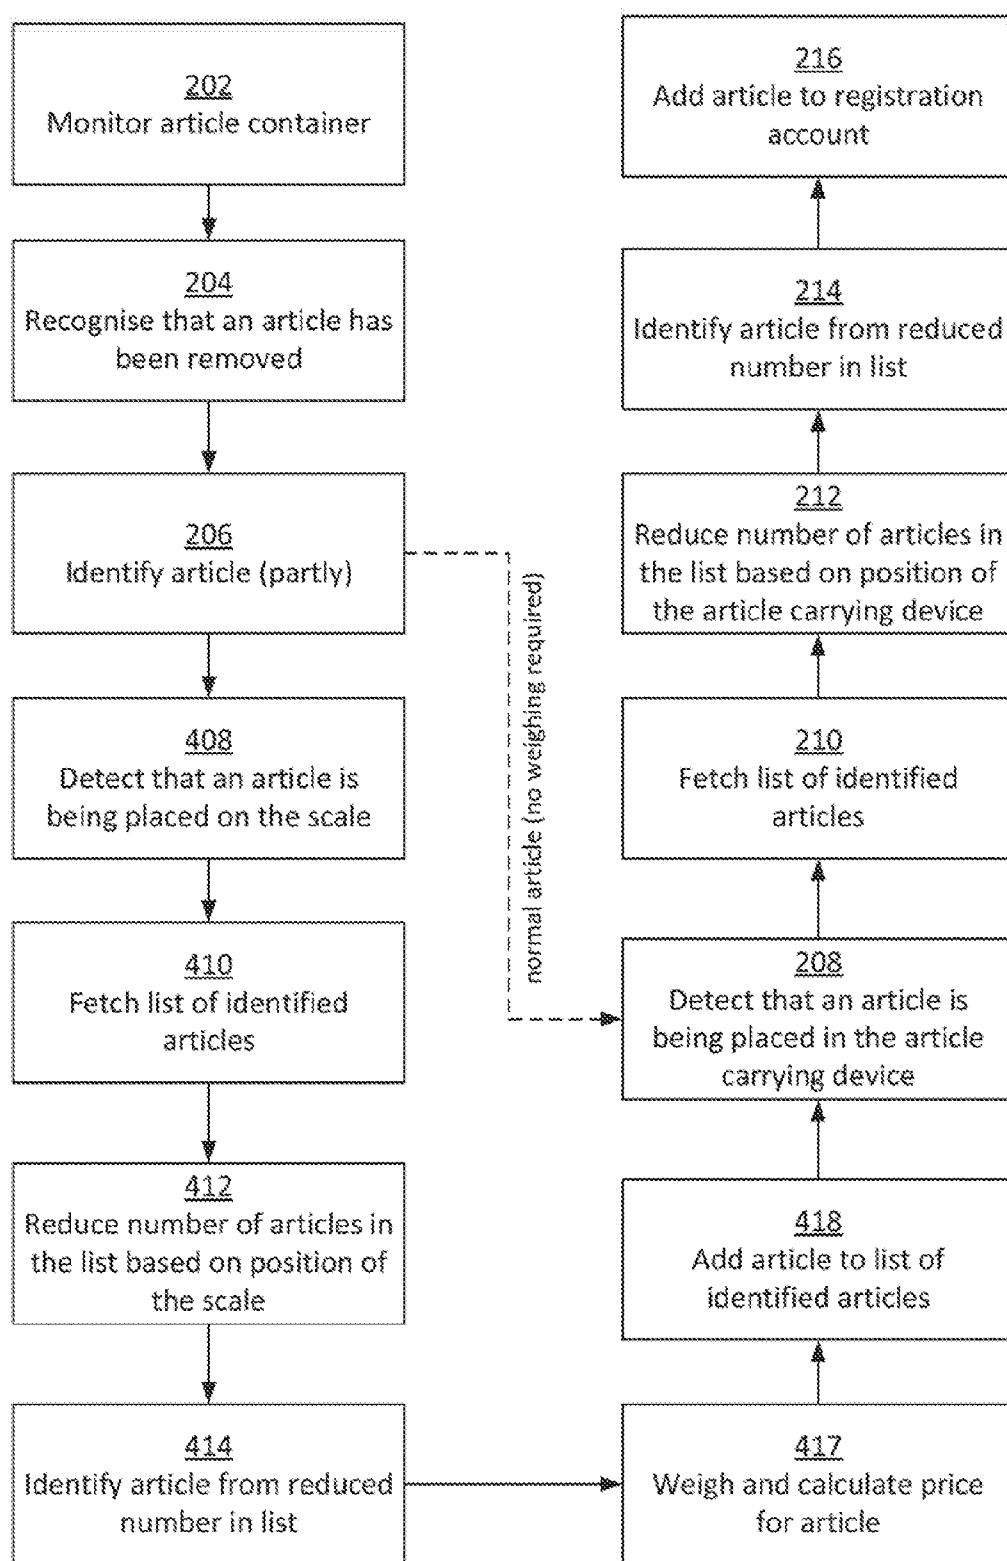 202
Monitor article container
204
Recognise that an article has
been removed
206
Identify article (partly)
408
Detect that an article is
being placed on the scale
410
Fetch list of identified
articles
412
Reduce number of articles in
the list based on position of
the scale
414
Identify article from reduced
number in list
normal article (no weighing required)
216
Add article to registration
account
214
Identify article from reduced
number in list
212
Reduce number of articles in
the list based on position of
the article carrying device
210
Fetch list of identified
articles
208
Detect that an article is
being placed in the article
carrying device
418
Add article to list of
identified articles
417
Weigh and calculate price
for article